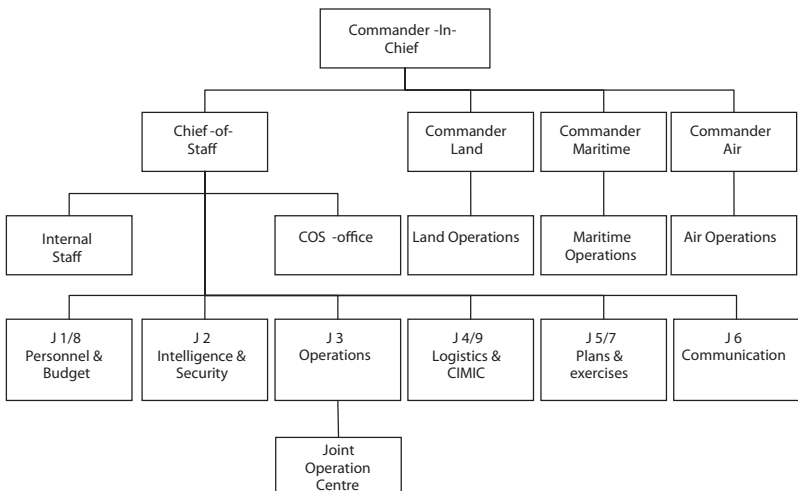 Commander -In-
Chief
Chief -of-
Staff
Commander
Land
Commander
Maritime
Commander
Air
Internal
Staff
COS -office
Land Operations
Maritime
Operations
Air Operations
J 1/8
Personnel &
Budget
J 2
Intelligence &
Security
J 3
Operations
J 4/9
Logistics &
CIMIC
J 5/7
Plans &
exercises
J 6
Communication
Joint
Operation
Centre